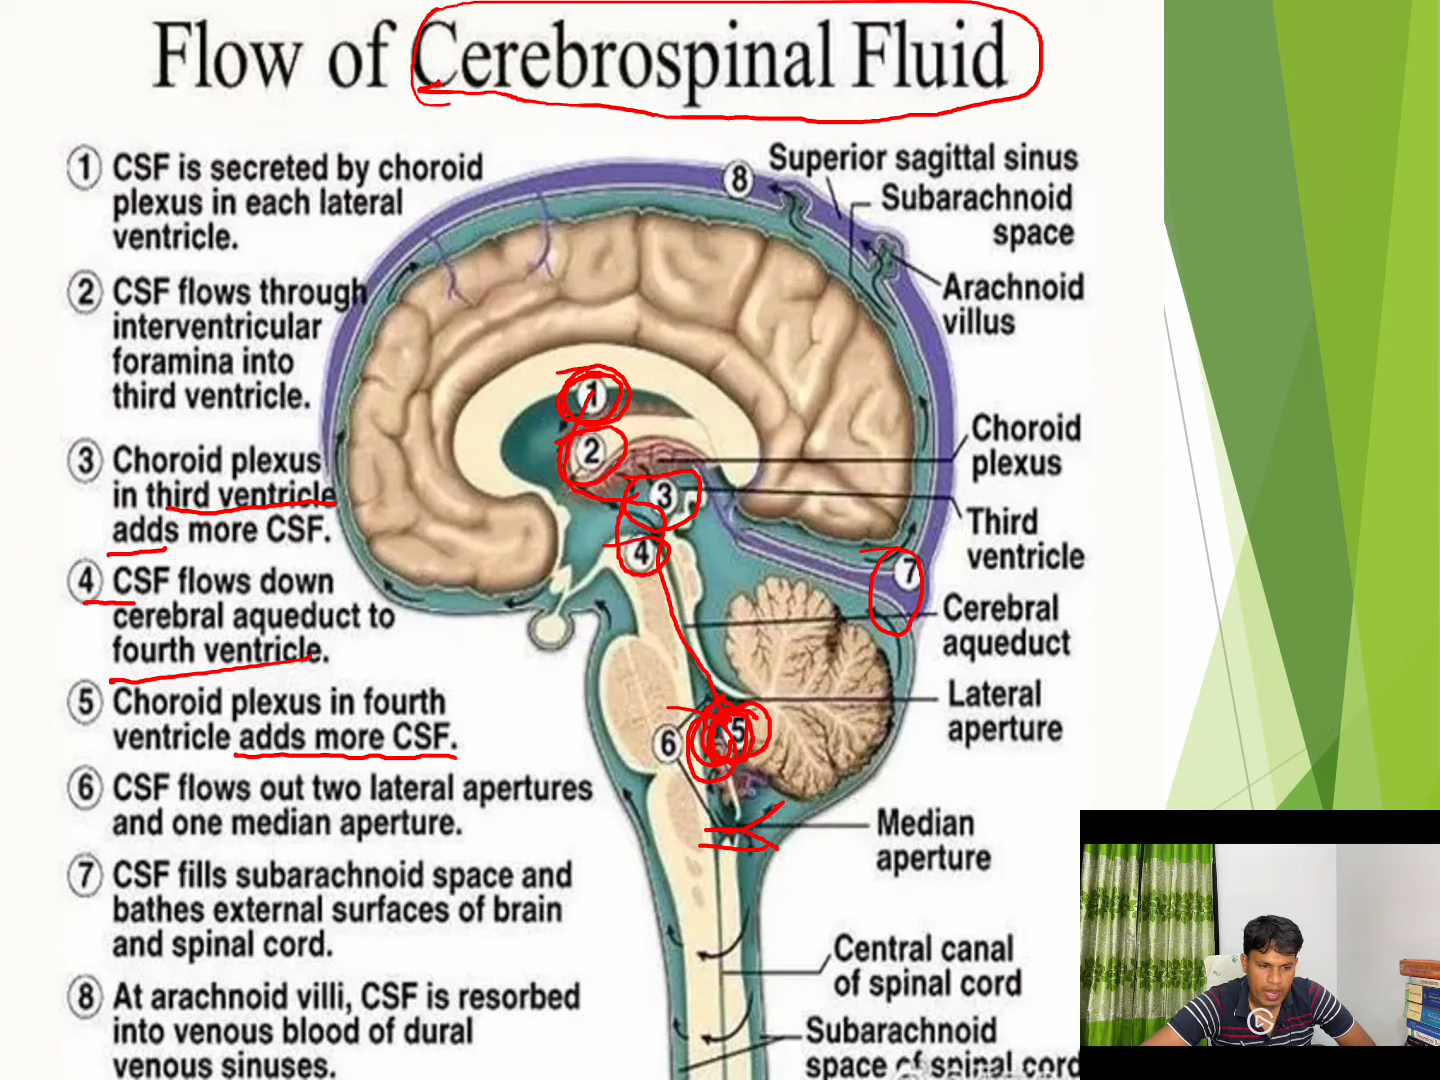 Flow of Cerebrospinal Fluid
1 CSF is secreted by choroid
plexus in each lateral
ventricle.
2 CSF flows through
interventricular
foramina into
third ventricle.
3 Choroid plexus
in third ventricle
adds more CSF.
4 CSF flows down
cerebral aqueduct to
fourth ventricle.
5 Choroid plexus in fourth
ventricle adds more CSF.
6 CSF flows out two lateral apertures
and one median aperture.
7 CSF fills subarachnoid space and
bathes external surfaces of brain
and spinal cord.
8 At arachnoid villi, CSF is resorbed
into venous blood of dural
venous sinuses.
8
1
2
3
4
7
5
6
Superior sagittal sinus
Subarachnoid
space
Arachnoid
villus
Choroid
plexus
Third
ventricle
Cerebral
aqueduct
Lateral
aperture
Median
aperture
Central canal
of spinal cord
Subarachnoid
space of spinal cord